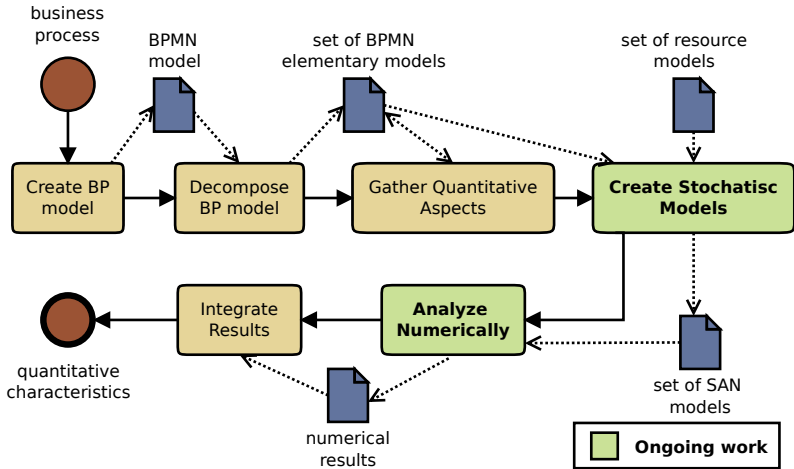 business
process
BPMN
model
set of BPMN
elementary models
set of resource
models
Create BP
model
Decompose
BP model
Gather Quantitative
Aspects
Create Stochatisc
Models
Integrate
Results
Analyze
Numerically
quantitative
characteristics
numerical
results
set of SAN
models
Ongoing work